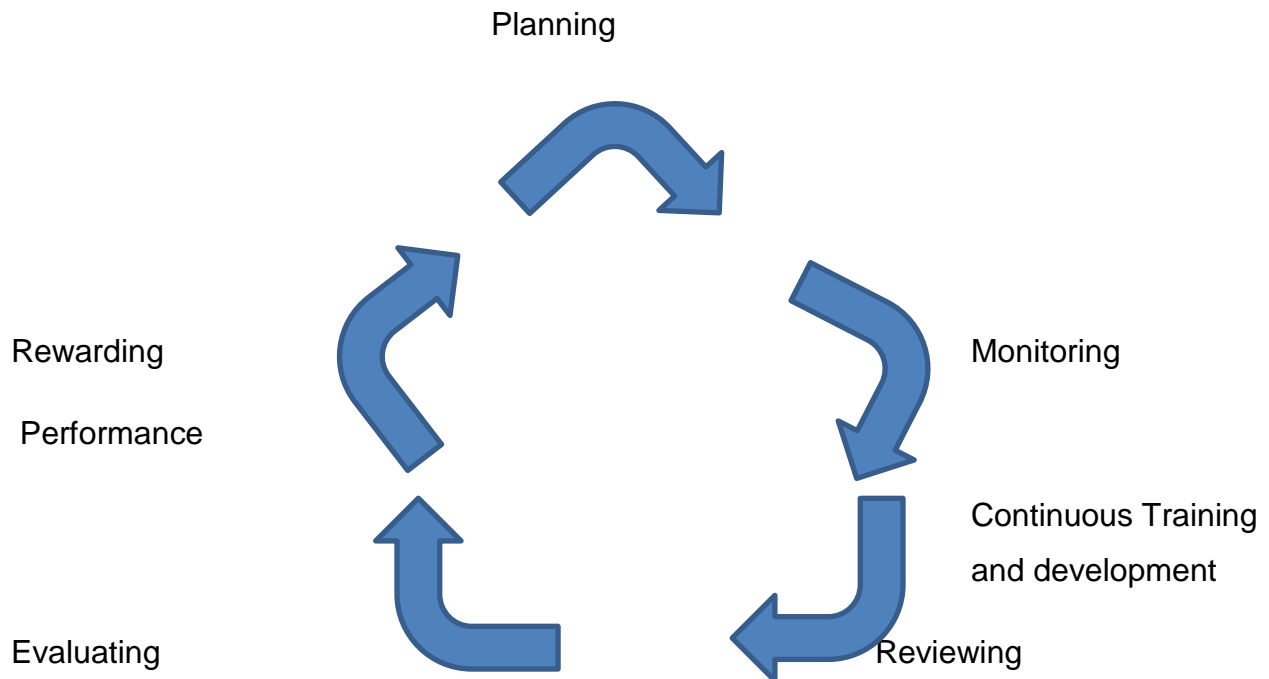 Planning
Rewarding
Monitoring
Performance
Continuous Training
and development
Evaluating
Reviewing